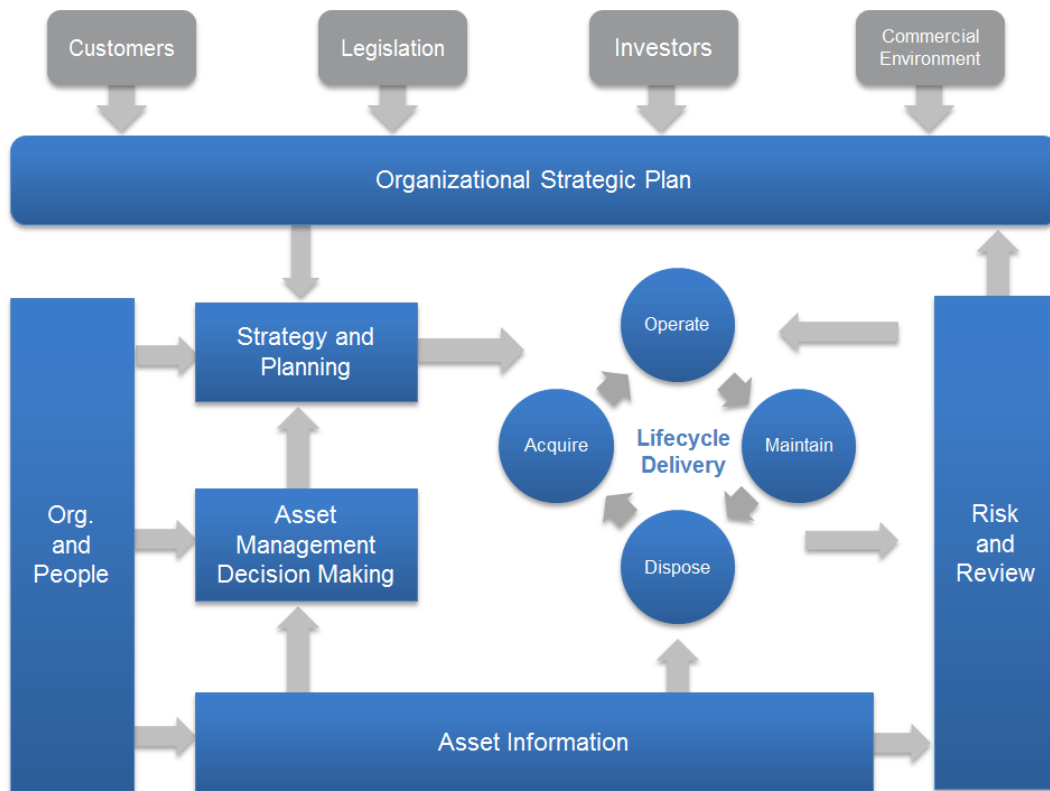 Customers
Legislation
Investors
Commercial
Environment
Organizational Strategic Plan
Strategy and
Planning
Operate
Acquire
Lifecycle
Delivery
Maintain
Org.
and
People
Asset
Management
Decision Making
Dispose
Risk
and
Review
Asset Information